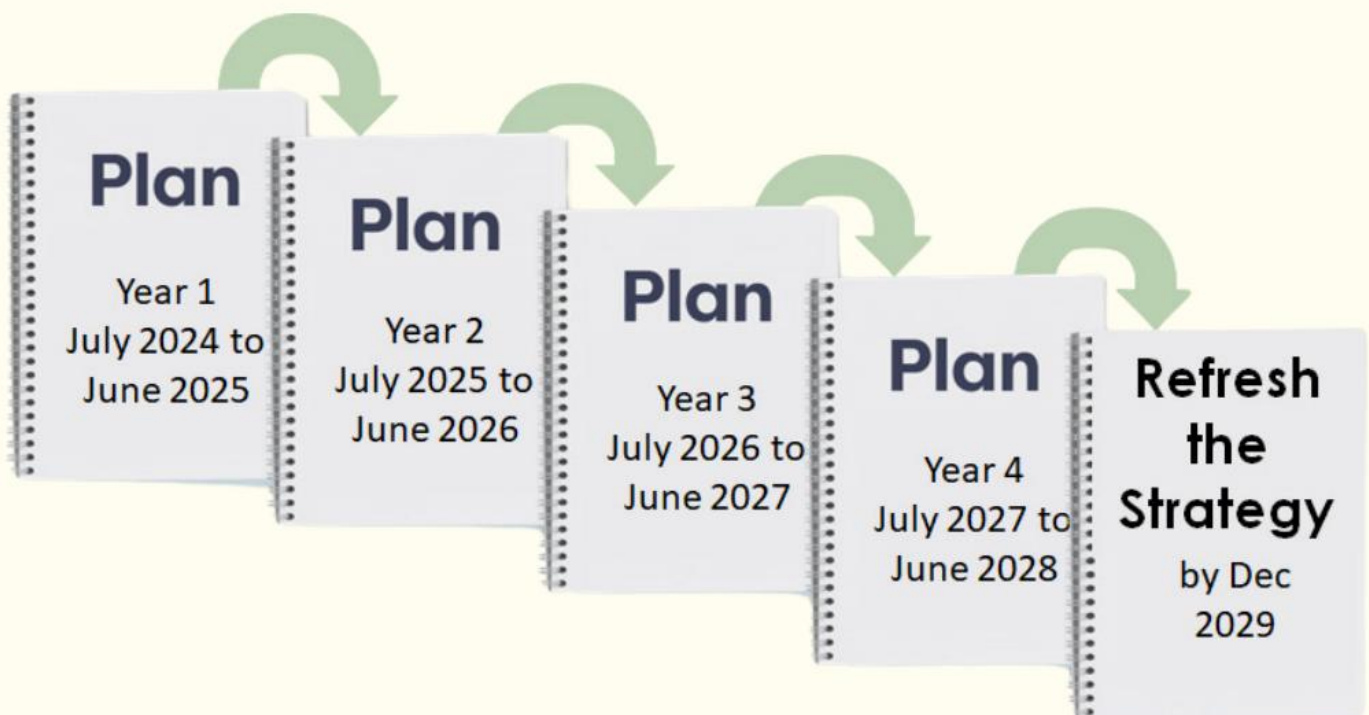 Plan
Year 1
July 2024 to
June 2025
Plan
Year 2
July 2025 to
June 2026
Plan
Year 3
July 2026 to
June 2027
Plan
Year 4
July 2027 to
June 2028
Refresh
the
Strategy
by Dec
2029